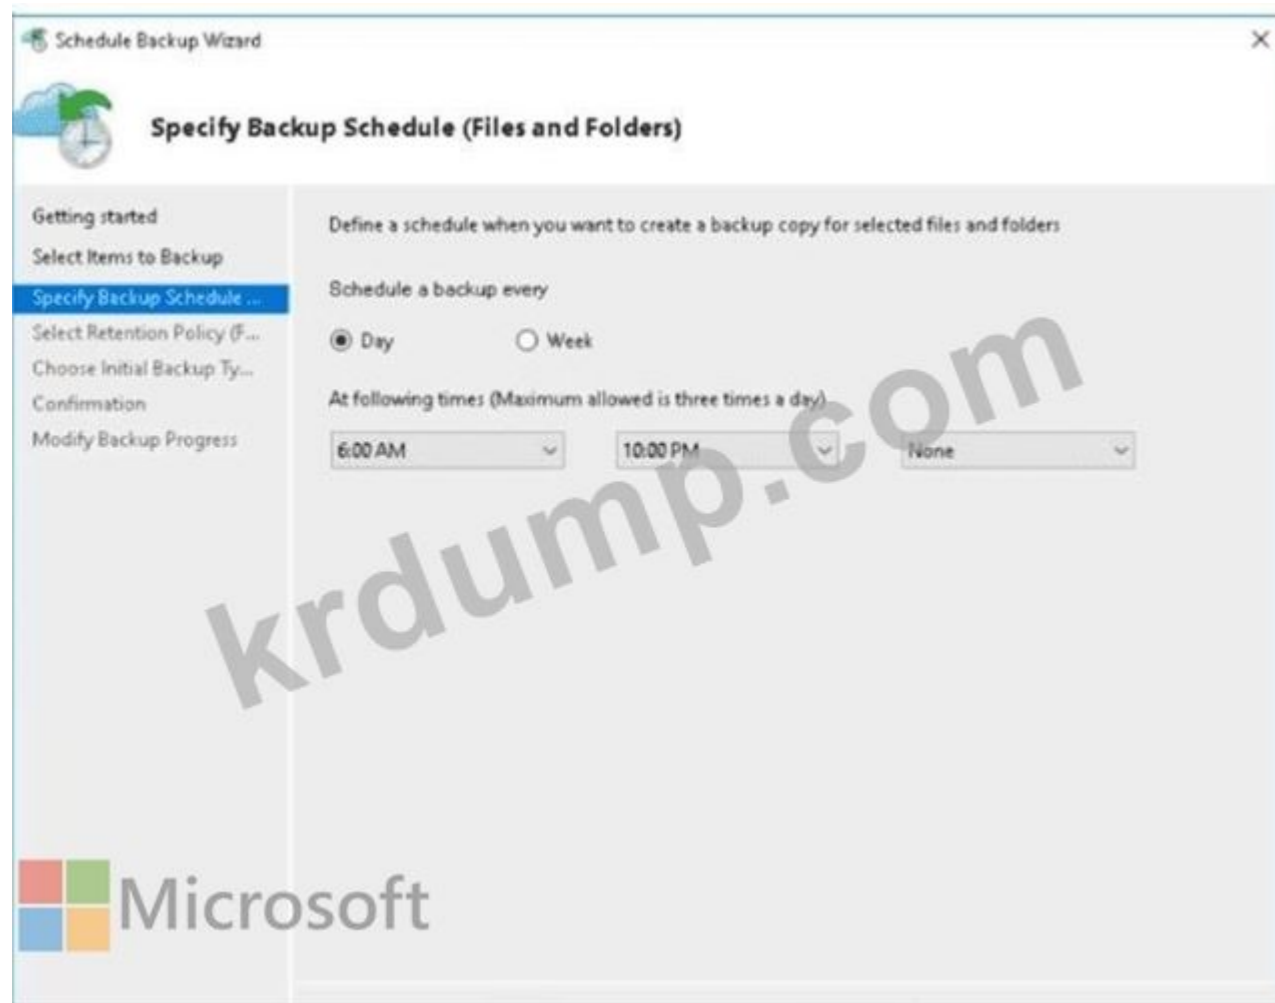 Schedule Backup Wizard
Specify Backup Schedule (Files and Folders)
Getting started
Select Items to Backup
Specify Backup Schedule ...
Select Retention Policy (F...
Choose Initial Backup Ty...
Confirmation
Modify Backup Progress
Define a schedule when you want to create a backup copy for selected files and folders
Schedule a backup every
Day Week
At following times (Maximum allowed is three times a day)
6:00 AM 10:00 PM None
krdump.com
Microsoft